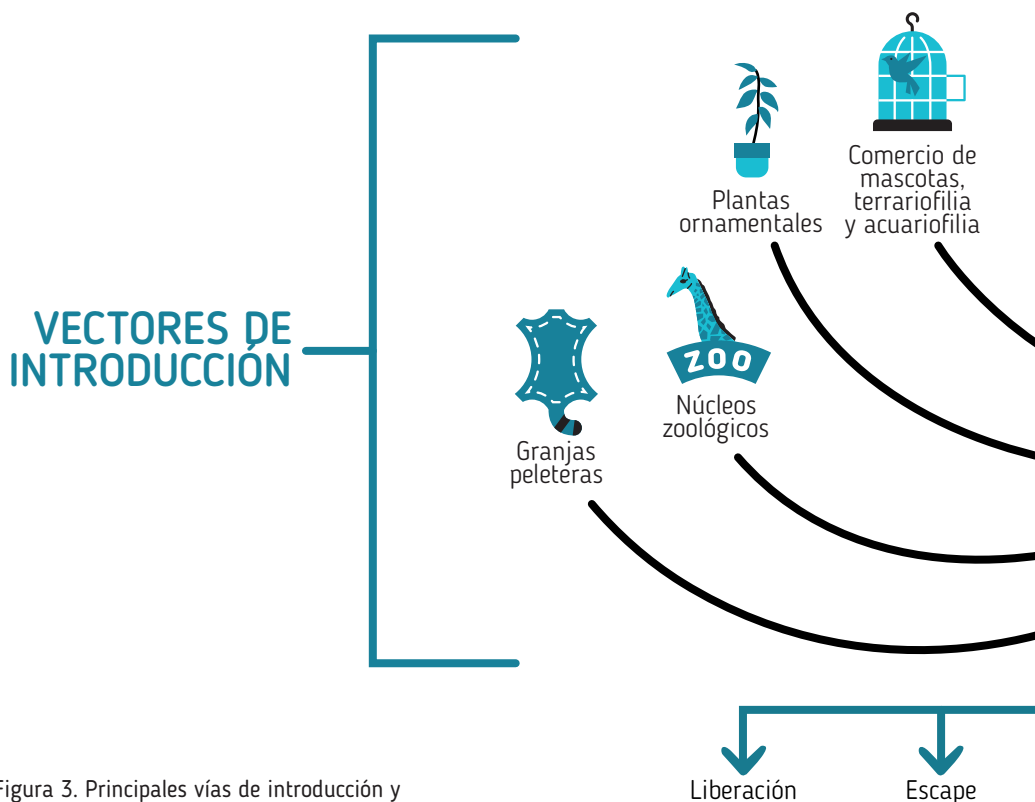 Comercio de
mascotas,
terrariofilia
y acuariofilia
Plantas
ornamentales
VECTORES DE
INTRODUCCIÓN
ZOO
Núcleos
zoológicos
Granjas
peleteras
Liberación
Escape
Figura 3. Principales vías de introducción y